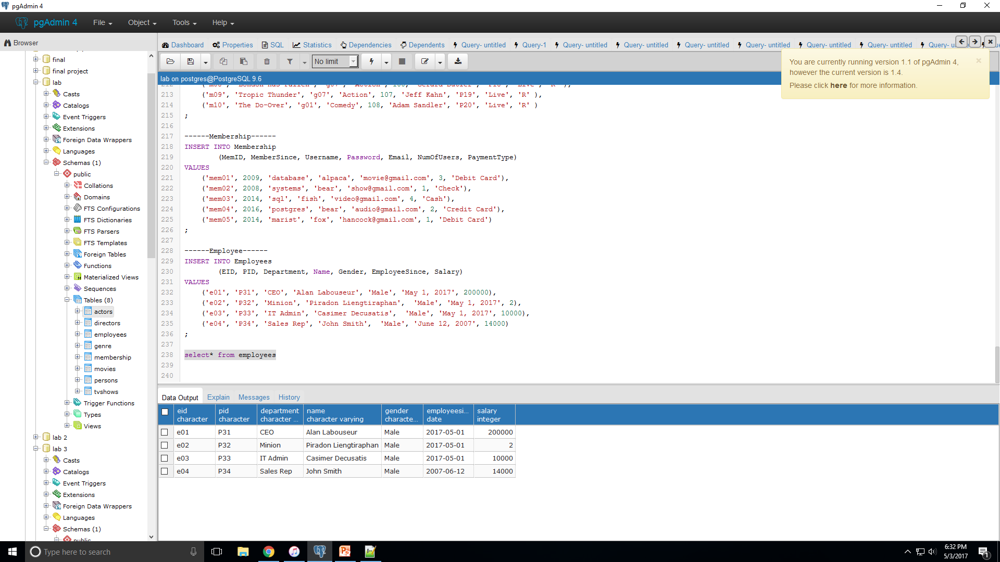 pgAdmin 4
pgAdmin 4 File Object Tools Help
Browser
final
final project
lab
Casts
Catalogs
Event Triggers
Extensions
Foreign Data Wrappers
Languages
Schemas (1)
public
Collations
Domains
FTS Configurations
FTS Dictionaries
FTS Parsers
FTS Templates
Foreign Tables
Functions
Materialized Views
Sequences
Tables (8)
actors
directors
employees
genre
membership
movies
persons
tvshows
Trigger Functions
Types
Views
lab 2
lab 3
Casts
Catalogs
Event Triggers
Extensions
Foreign Data Wrappers
Languages
Schemas (1)
public
Dashboard Properties SQL Statistics Dependencies Dependents Query- untitled Query-1 Query- untitled Query- untitled Query- untitled Query- untitled Query- untitled Query- untitled
No limit
You are currently running version 1.1 of pgAdmin 4,
however the current version is 1.4.
Please click here for more information.
lab on postgres@PostgreSQL 9.6
213 ('m09', 'Tropic Thunder', 'g07', 'Action', 107, 'Jeff Kahn', 'P19', 'Live', 'R' ),
214 ('m10', 'The Do-Over', 'g01', 'Comedy', 108, 'Adam Sandler', 'P20', 'Live', 'R' )
215 ;
216
217 ------Membership------
218 INSERT INTO Membership
219 (MemID, MemberSince, Username, Password, Email, NumOfUsers, PaymentType)
220 VALUES
221 ('mem01', 2009, 'database', 'alpaca', 'movie@gmail.com', 3, 'Debit Card'),
222 ('mem02', 2008, 'systems', 'bear', 'show@gmail.com', 1, 'Check'),
223 ('mem03', 2014, 'sql', 'fish', 'video@gmail.com', 4, 'Cash'),
224 ('mem04', 2016, 'postgres', 'bear', 'audio@gmail.com', 2, 'Credit Card'),
225 ('mem05', 2014, 'marist', 'fox', 'hancock@gmail.com', 1, 'Debit Card')
226 ;
227
228 ------Employee------
229 INSERT INTO Employees
230 (EID, PID, Department, Name, Gender, EmployeeSince, Salary)
231 VALUES
232 ('e01', 'P31', 'CEO', 'Alan Labouseur', 'Male', 'May 1, 2017', 200000),
233 ('e02', 'P32', 'Minion', 'Piradon Liengtiraphan', 'Male', 'May 1, 2017', 2),
234 ('e03', 'P33', 'IT Admin', 'Casimer Decusatis', 'Male', 'May 1, 2017', 10000),
235 ('e04', 'P34', 'Sales Rep', 'John Smith', 'Male', 'June 12, 2007', 14000)
236 ;
237
238 select* from employees
239
240
Data Output Explain Messages History
eid pid department name gender employeesi... salary
character character character ... character varying characte... date integer
e01 P31 CEO Alan Labouseur Male 2017-05-01 200000
e02 P32 Minion Piradon Liengtiraphan Male 2017-05-01 2
e03 P33 IT Admin Casimer Decusatis Male 2017-05-01 10000
e04 P34 Sales Rep John Smith Male 2007-06-12 14000
Type here to search
6:32 PM
5/3/2017
1